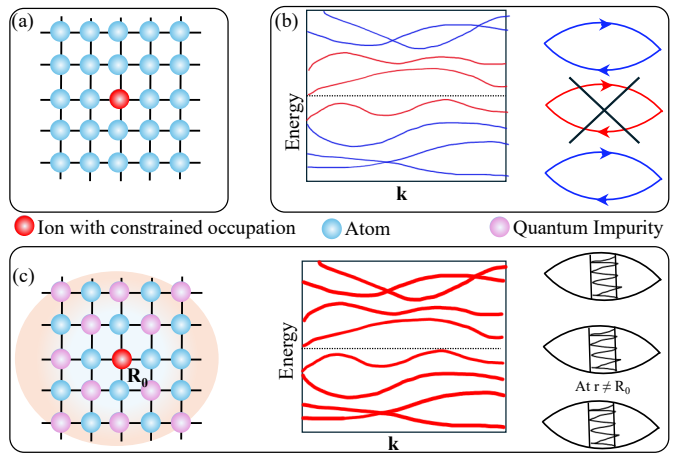 (a)
(b)
Energy
k
Ion with constrained occupation
Atom
Quantum Impurity
(c)
R₀
Energy
k
At r ≠ R₀